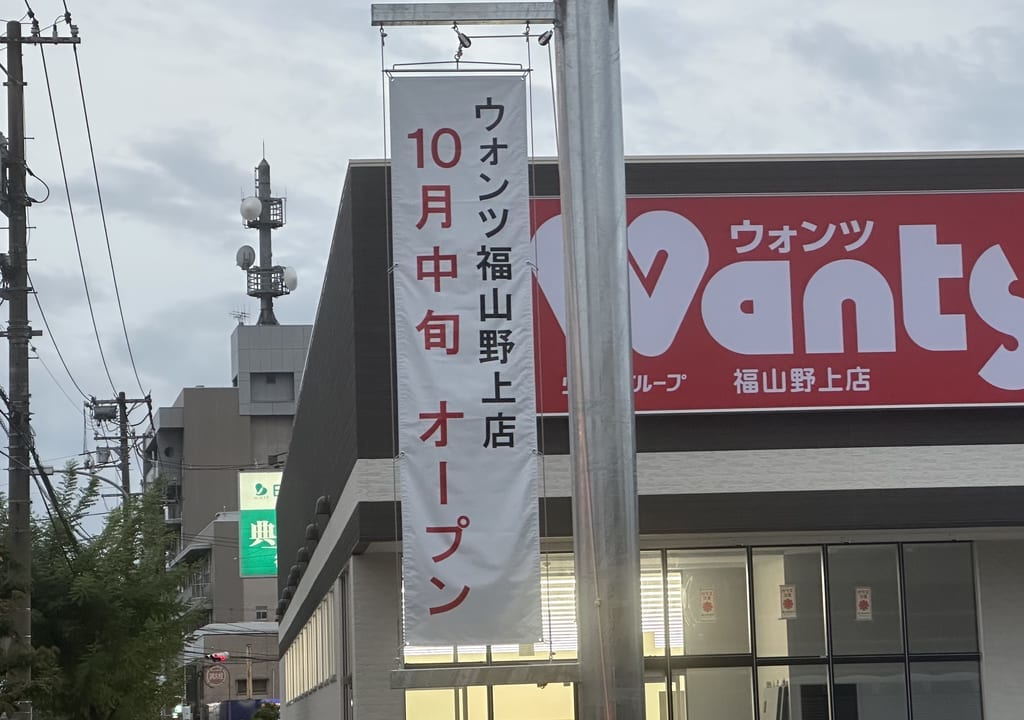 ウォンツ福山野上店
10月中旬 オープン
ウォンツ
Wants
ループ
福山野上店
典